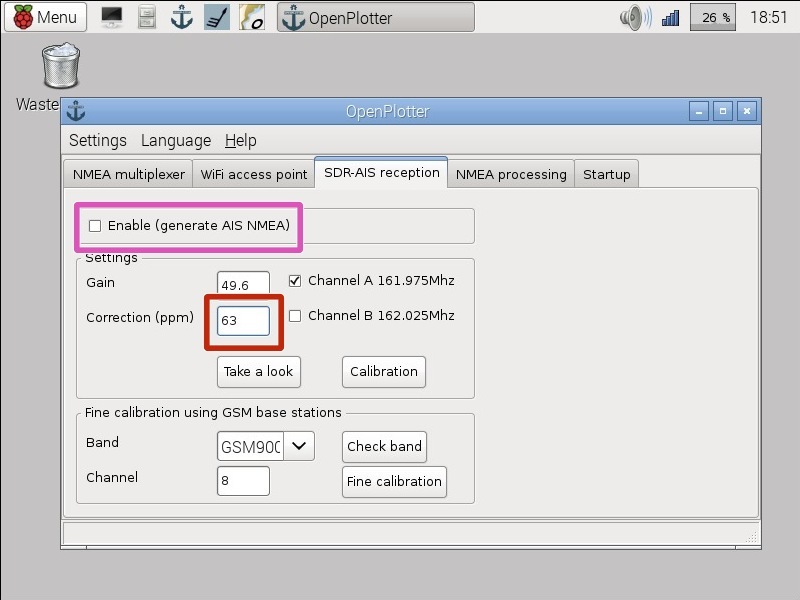 Menu OpenPlotter 26 % 18:51
Waste
OpenPlotter
Settings Language Help
NMEA multiplexer WiFi access point SDR-AIS reception NMEA processing Startup
Enable (generate AIS NMEA)
Settings
Gain 49.6 Channel A 161.975Mhz
Correction (ppm) 63 Channel B 162.025Mhz
Take a look Calibration
Fine calibration using GSM base stations
Band GSM900 Check band
Channel 8 Fine calibration